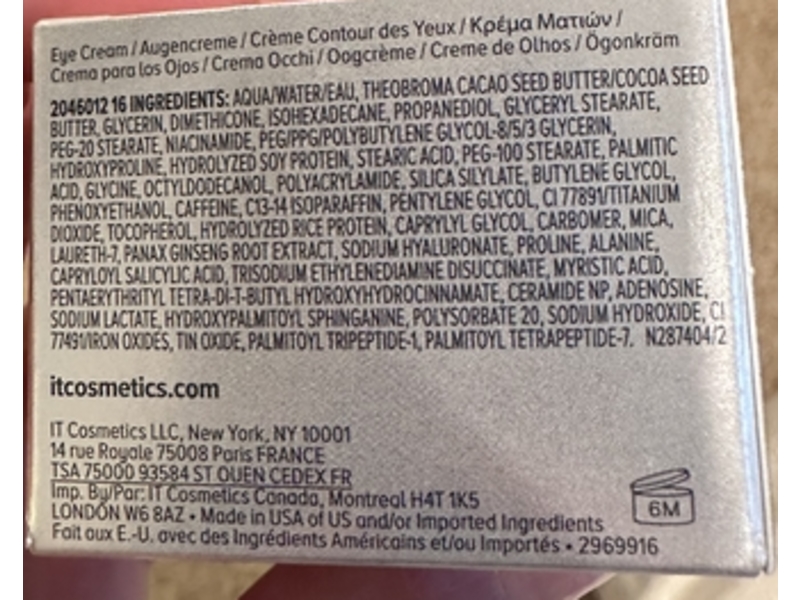 Eye Cream / Augencreme / Crème Contour des Yeux / Κρέμα Ματιών /
Crema para los Ojos / Crema Occhi / Oogcrème / Creme de Olhos / Ögonkräm
2046012 16 INGREDIENTS: AQUA/WATER/EAU, THEOBROMA CACAO SEED BUTTER/COCOA SEED
BUTTER, GLYCERIN, DIMETHICONE, ISOHEXADECANE, PROPANEDIOL, GLYCERYL STEARATE,
PEG-20 STEARATE, NIACINAMIDE, PEG/PPG/POLYBUTYLENE GLYCOL-8/5/3 GLYCERIN,
HYDROXYPROLINE, HYDROLYZED SOY PROTEIN, STEARIC ACID, PEG-100 STEARATE, PALMITIC
ACID, GLYCINE, OCTYLDODECANOL, POLYACRYLAMIDE, SILICA SILYLATE, BUTYLENE GLYCOL,
PHENOXYETHANOL, CAFFEINE, C13-14 ISOPARAFFIN, PENTYLENE GLYCOL, CI 77891/TITANIUM
DIOXIDE, TOCOPHEROL, HYDROLYZED RICE PROTEIN, CAPRYLYL GLYCOL, CARBOMER, MICA,
LAURETH-7, PANAX GINSENG ROOT EXTRACT, SODIUM HYALURONATE, PROLINE, ALANINE,
CAPRYLOYL SALICYLIC ACID, TRISODIUM ETHYLENEDIAMINE DISUCCINATE, MYRISTIC ACID,
PENTAERYTHRITYL TETRA-DI-T-BUTYL HYDROXYHYDROCINNAMATE, CERAMIDE NP, ADENOSINE,
SODIUM LACTATE, HYDROXYPALMITOYL SPHINGANINE, POLYSORBATE 20, SODIUM HYDROXIDE, CI
77491/IRON OXIDES, TIN OXIDE, PALMITOYL TRIPEPTIDE-1, PALMITOYL TETRAPEPTIDE-7. N287404/2
itcosmetics.com
IT Cosmetics LLC, New York, NY 10001
14 rue Royale 75008 Paris FRANCE
TSA 75000 93584 ST OUEN CEDEX FR
Imp. By/Par: IT Cosmetics Canada, Montreal H4T 1K5
LONDON W6 8AZ • Made in USA of US and/or Imported Ingredients
Fait aux E.-U. avec des Ingrédients Américains et/ou Importés • 2969916
6M